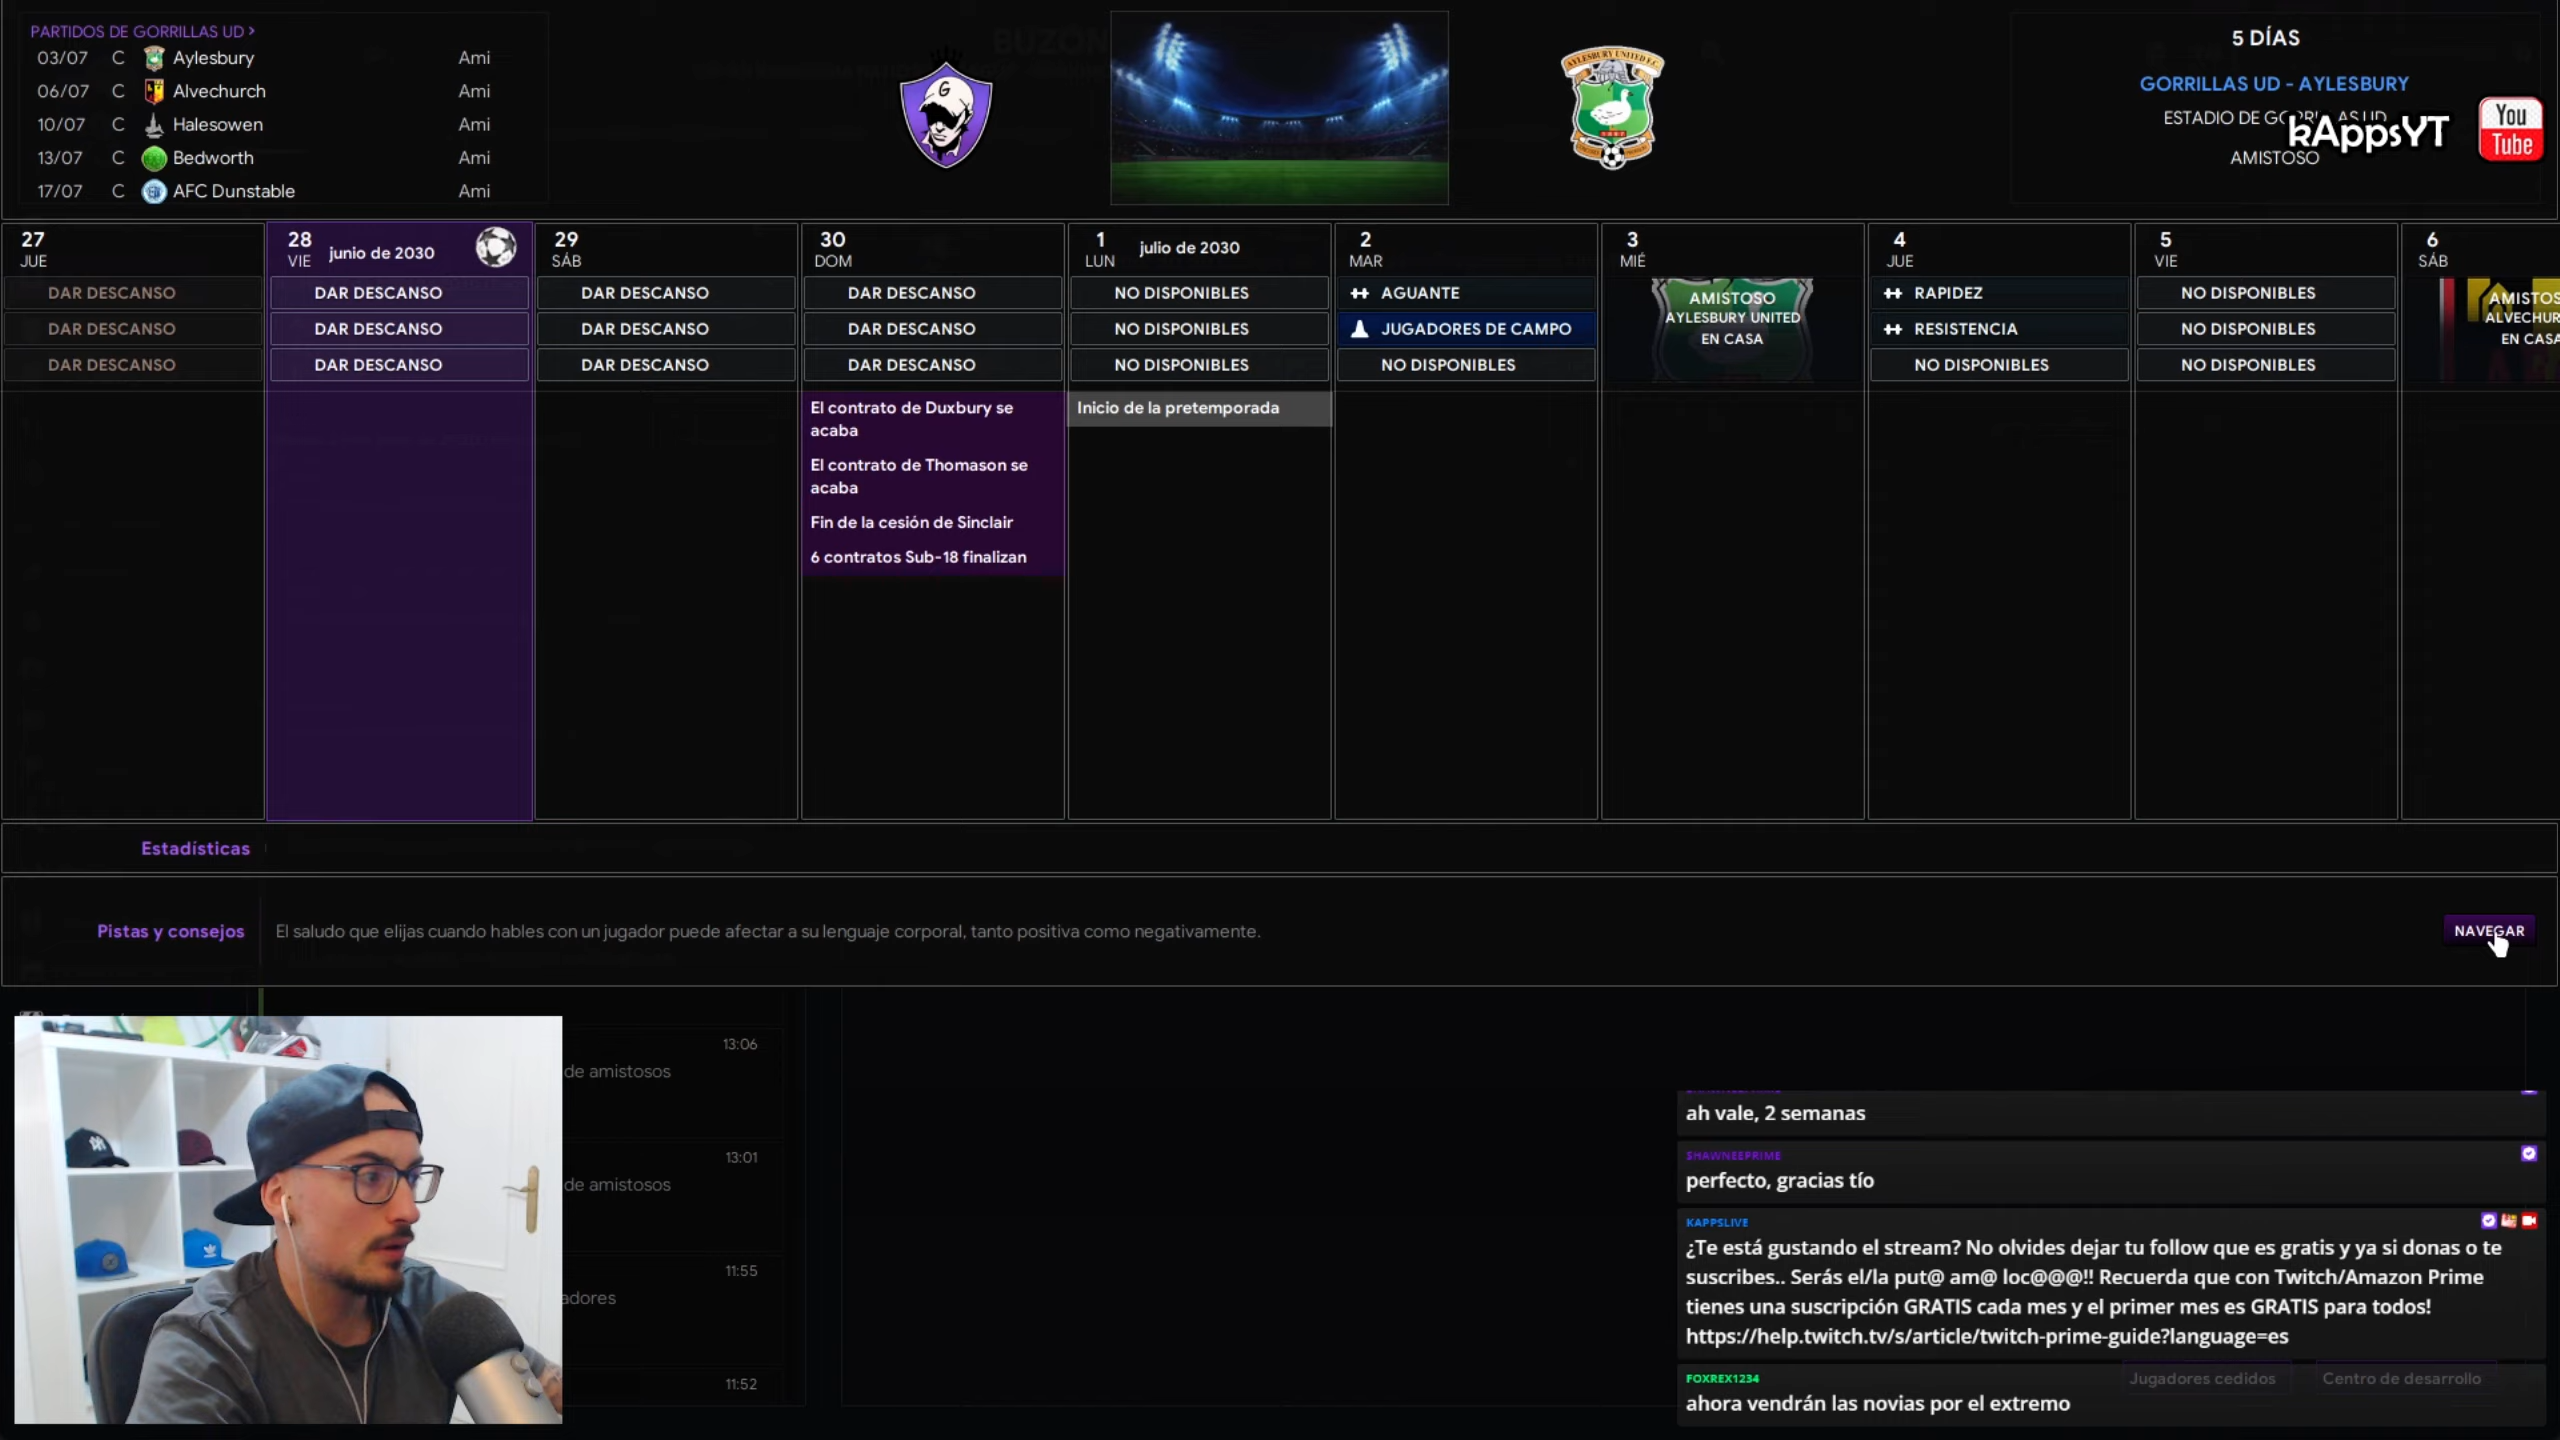 PARTIDOS DE GORRILLAS UD >
03/07 C Aylesbury Ami
06/07 C Alvechurch Ami
10/07 C Halesowen Ami
13/07 C Bedworth Ami
17/07 C AFC Dunstable Ami
AYLESBURY UNITED F.C.
5 DÍAS
GORRILLAS UD - AYLESBURY
ESTADIO DE GORRILLAS UD
AMISTOSO
kAppsYT
You
Tube
27
JUE
DAR DESCANSO
DAR DESCANSO
DAR DESCANSO
28
VIE
junio de 2030
DAR DESCANSO
DAR DESCANSO
DAR DESCANSO
29
SÁB
DAR DESCANSO
DAR DESCANSO
DAR DESCANSO
30
DOM
DAR DESCANSO
DAR DESCANSO
DAR DESCANSO
El contrato de Duxbury se
acaba
El contrato de Thomason se
acaba
Fin de la cesión de Sinclair
6 contratos Sub-18 finalizan
1
LUN
julio de 2030
NO DISPONIBLES
NO DISPONIBLES
NO DISPONIBLES
Inicio de la pretemporada
2
MAR
AGUANTE
JUGADORES DE CAMPO
NO DISPONIBLES
3
MIÉ
AMISTOSO
AYLESBURY UNITED
EN CASA
4
JUE
RAPIDEZ
RESISTENCIA
NO DISPONIBLES
5
VIE
NO DISPONIBLES
NO DISPONIBLES
NO DISPONIBLES
6
SÁB
AMISTOS
ALVECHUR
EN CASA
Estadísticas
Pistas y consejos
El saludo que elijas cuando hables con un jugador puede afectar a su lenguaje corporal, tanto positiva como negativamente.
NAVEGAR
13:06
de amistosos
13:01
de amistosos
11:55
adores
11:52
ah vale, 2 semanas
SHAWNEEPRIME
perfecto, gracias tío
KAPPSLIVE
¿Te está gustando el stream? No olvides dejar tu follow que es gratis y ya si donas o te
suscribes.. Serás el/la put@ am@ loc@@@!! Recuerda que con Twitch/Amazon Prime
tienes una suscripción GRATIS cada mes y el primer mes es GRATIS para todos!
https://help.twitch.tv/s/article/twitch-prime-guide?language=es
Jugadores cedidos
Centro de desarrollo
FOXREX1234
ahora vendrán las novias por el extremo